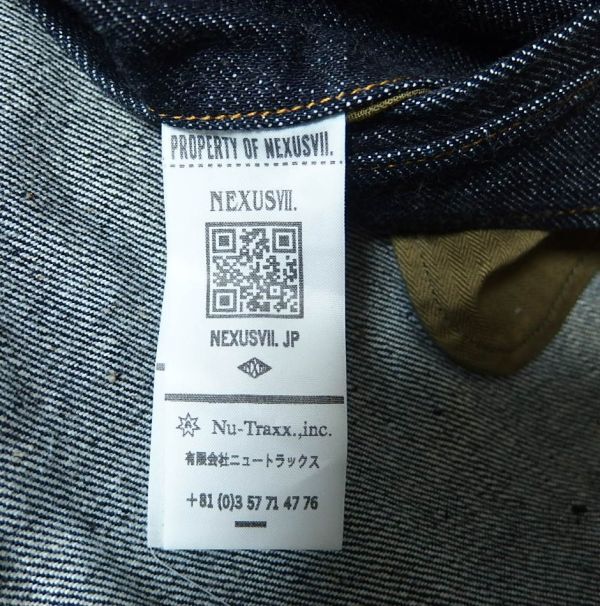 PROPERTY OF NEXUSVII.
NEXUSVII.
NEXUSVII. JP
Nu-Traxx.,inc.
有限会社ニュートラックス
+81 (0)3 57 71 47 76